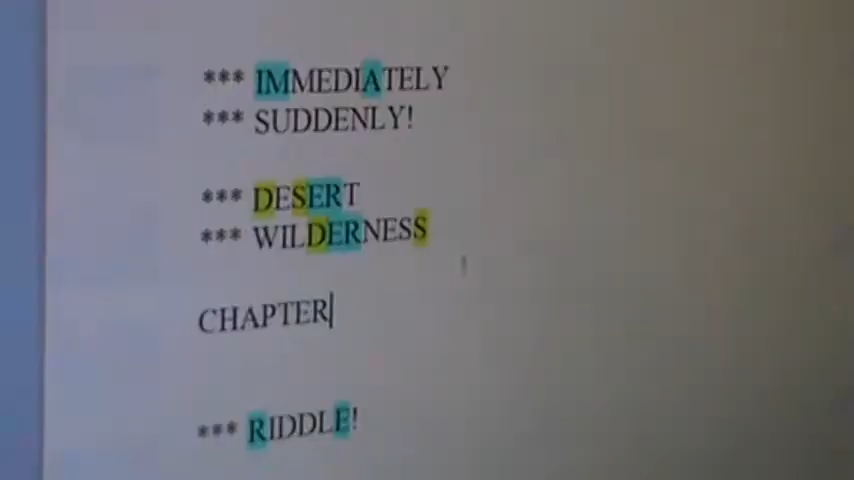 *** IMMEDIATELY
*** SUDDENLY!
*** DESERT
*** WILDERNESS
CHAPTER
*** RIDDLE!